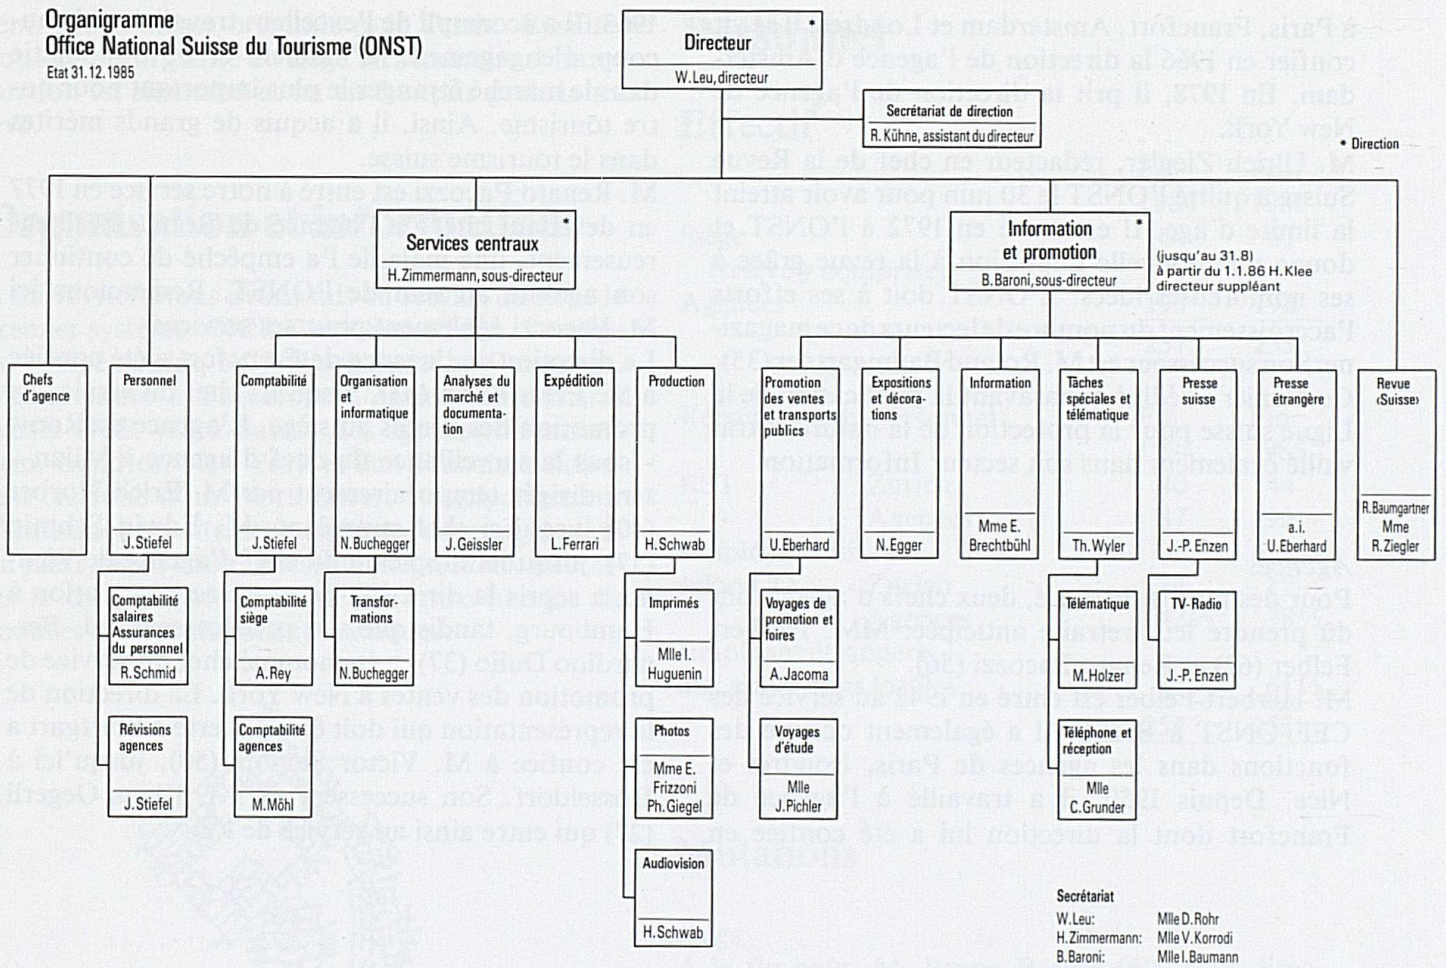 Organigramme
Office National Suisse du Tourisme (ONST)
Etat 31.12.1985
*
Directeur
W. Leu, directeur
Secrétariat de direction
R. Kühne, assistant du directeur
* Direction
*
Services centraux
H. Zimmermann, sous-directeur
*
Information
et promotion
B. Baroni, sous-directeur
(jusqu'au 31.8)
à partir du 1.1.86 H. Klee
directeur suppléant
Chefs
d'agence
Personnel
J. Stiefel
Comptabilité
J. Stiefel
Organisation
et
informatique
N. Buchegger
Analyses du
marché et
documenta-
tion
J. Geissler
Expédition
L. Ferrari
Production
H. Schwab
Promotion
des ventes
et transports
publics
U. Eberhard
Expositions
et décora-
tions
N. Egger
Information
Mme E.
Brechtbühl
Tâches
spéciales et
télématique
Th. Wyler
Presse
suisse
J.-P. Enzen
Presse
étrangère
a.i.
U. Eberhard
Revue
‹Suisse›
R. Baumgartner
Mme
R. Ziegler
Comptabilité
salaires
Assurances
du personnel
R. Schmid
Comptabilité
siège
A. Rey
Transfor-
mations
N. Buchegger
Imprimés
Mlle I.
Huguenin
Voyages de
promotion et
foires
A. Jacoma
Télématique
M. Holzer
TV-Radio
J.-P. Enzen
Révisions
agences
J. Stiefel
Comptabilité
agences
M. Möhl
Photos
Mme E.
Frizzoni
Ph. Giegel
Voyages
d'étude
Mlle
J. Pichler
Téléphone et
réception
Mlle
C. Grunder
Audiovision
H. Schwab
Secrétariat
W. Leu: Mlle D. Rohr
H. Zimmermann: Mlle V. Korrodi
B. Baroni: Mlle I. Baumann